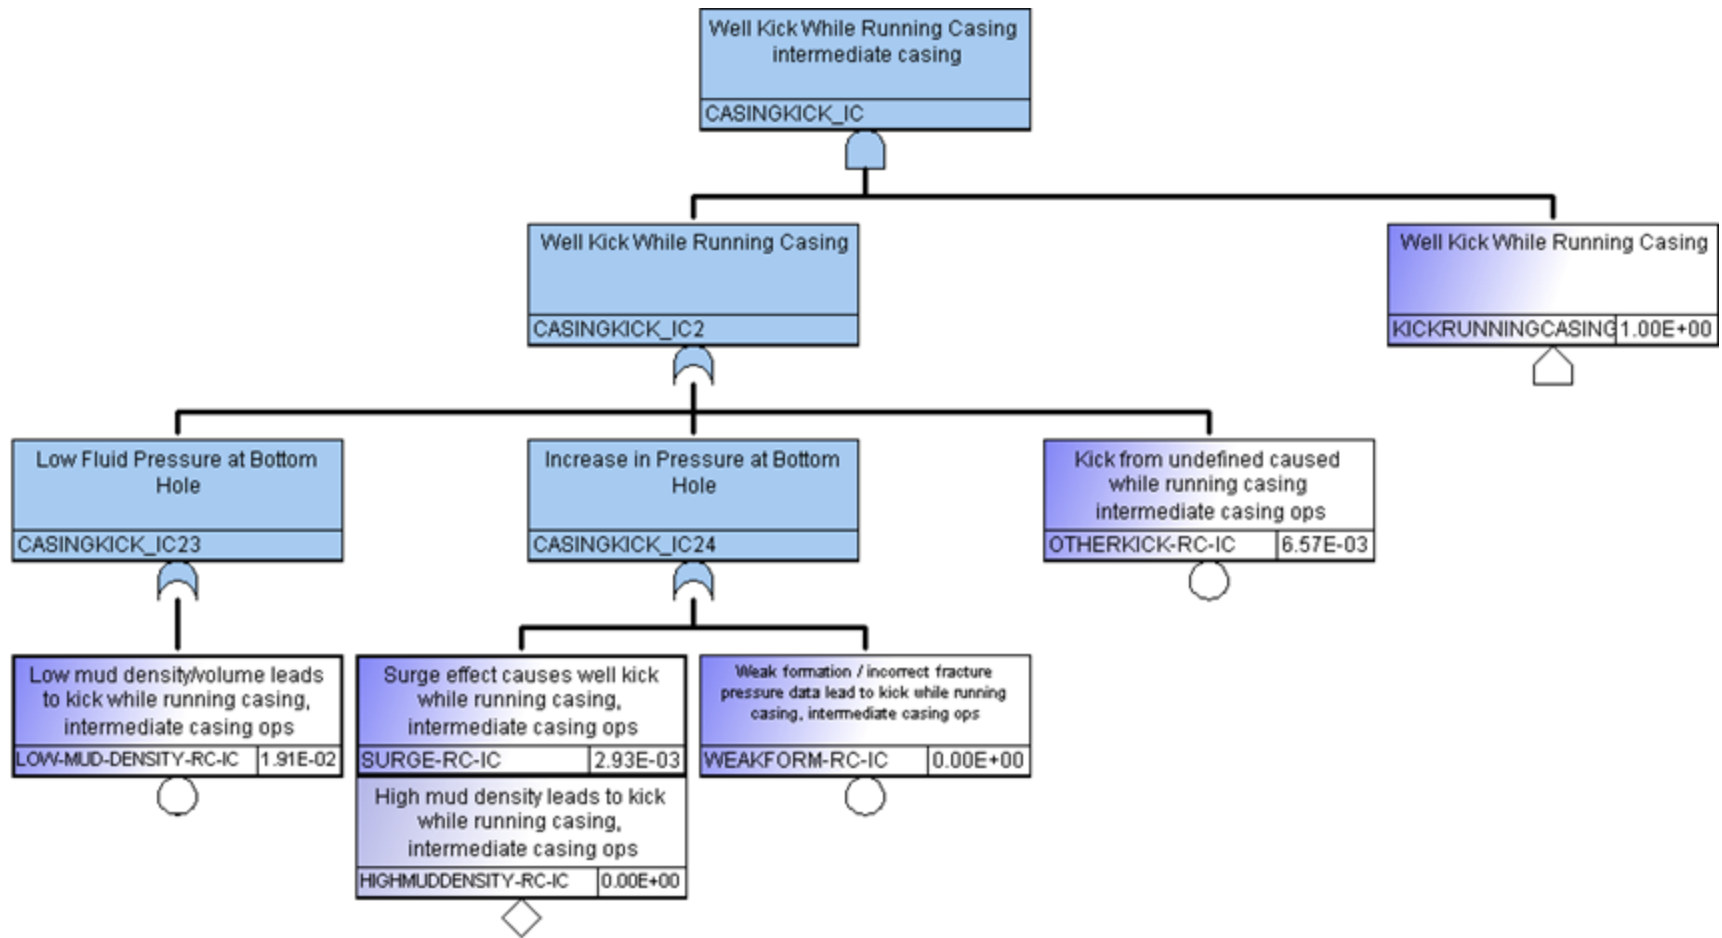 Well Kick While Running Casing
intermediate casing
CASINGKICK_IC
Well Kick While Running Casing
CASINGKICK_IC2
Well Kick While Running Casing
KICKRUNNINGCASING 1.00E+00
Low Fluid Pressure at Bottom
Hole
CASINGKICK_IC23
Increase in Pressure at Bottom
Hole
CASINGKICK_IC24
Kick from undefined caused
while running casing
intermediate casing ops
OTHERKICK-RC-IC 6.57E-03
Low mud density/volume leads
to kick while running casing,
intermediate casing ops
LOW-MUD-DENSITY-RC-IC 1.91E-02
Surge effect causes well kick
while running casing,
intermediate casing ops
SURGE-RC-IC 2.93E-03
High mud density leads to kick
while running casing,
intermediate casing ops
HIGHMUDDENSITY-RC-IC 0.00E+00
Weak formation / incorrect fracture
pressure data lead to kick while running
casing, intermediate casing ops
WEAKFORM-RC-IC 0.00E+00